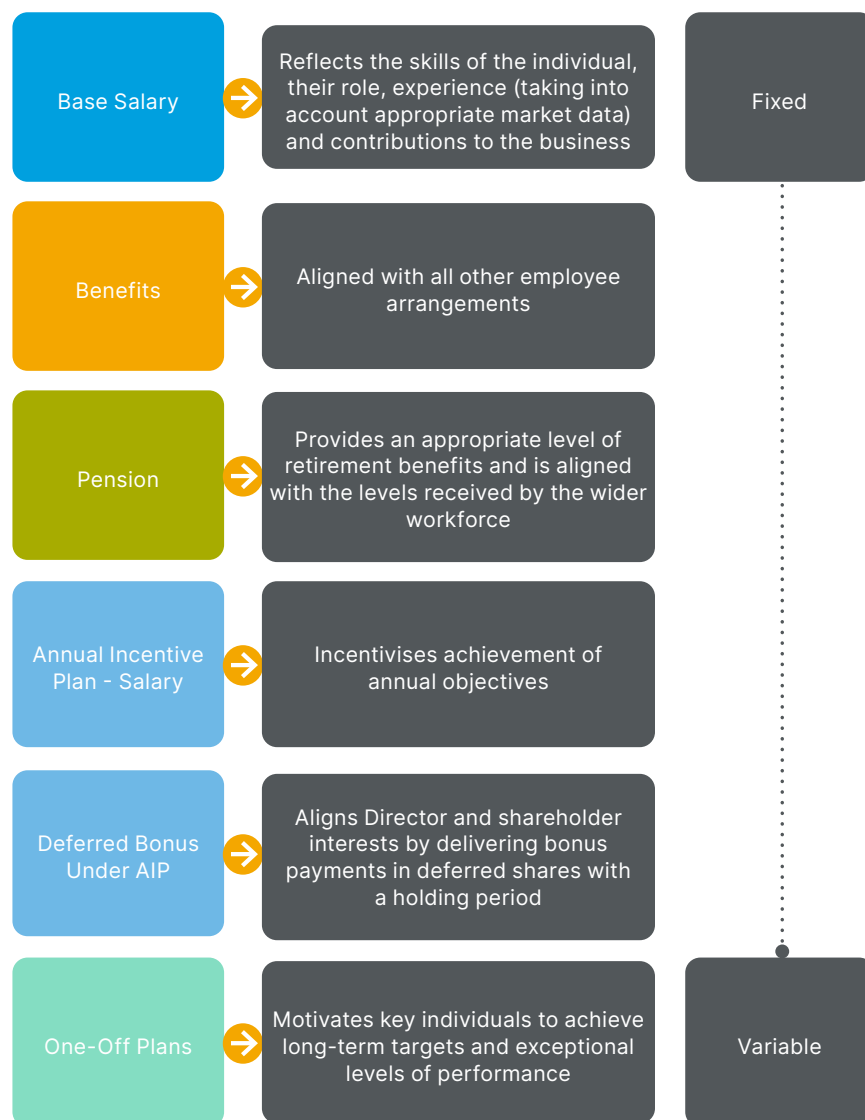 Base Salary
Reflects the skills of the individual,
their role, experience (taking into
account appropriate market data)
and contributions to the business
Fixed
Benefits
Aligned with all other employee
arrangements
Pension
Provides an appropriate level of
retirement benefits and is aligned
with the levels received by the wider
workforce
Annual Incentive
Plan - Salary
Incentivises achievement of
annual objectives
Deferred Bonus
Under AIP
Aligns Director and shareholder
interests by delivering bonus
payments in deferred shares with
a holding period
One-Off Plans
Motivates key individuals to achieve
long-term targets and exceptional
levels of performance
Variable